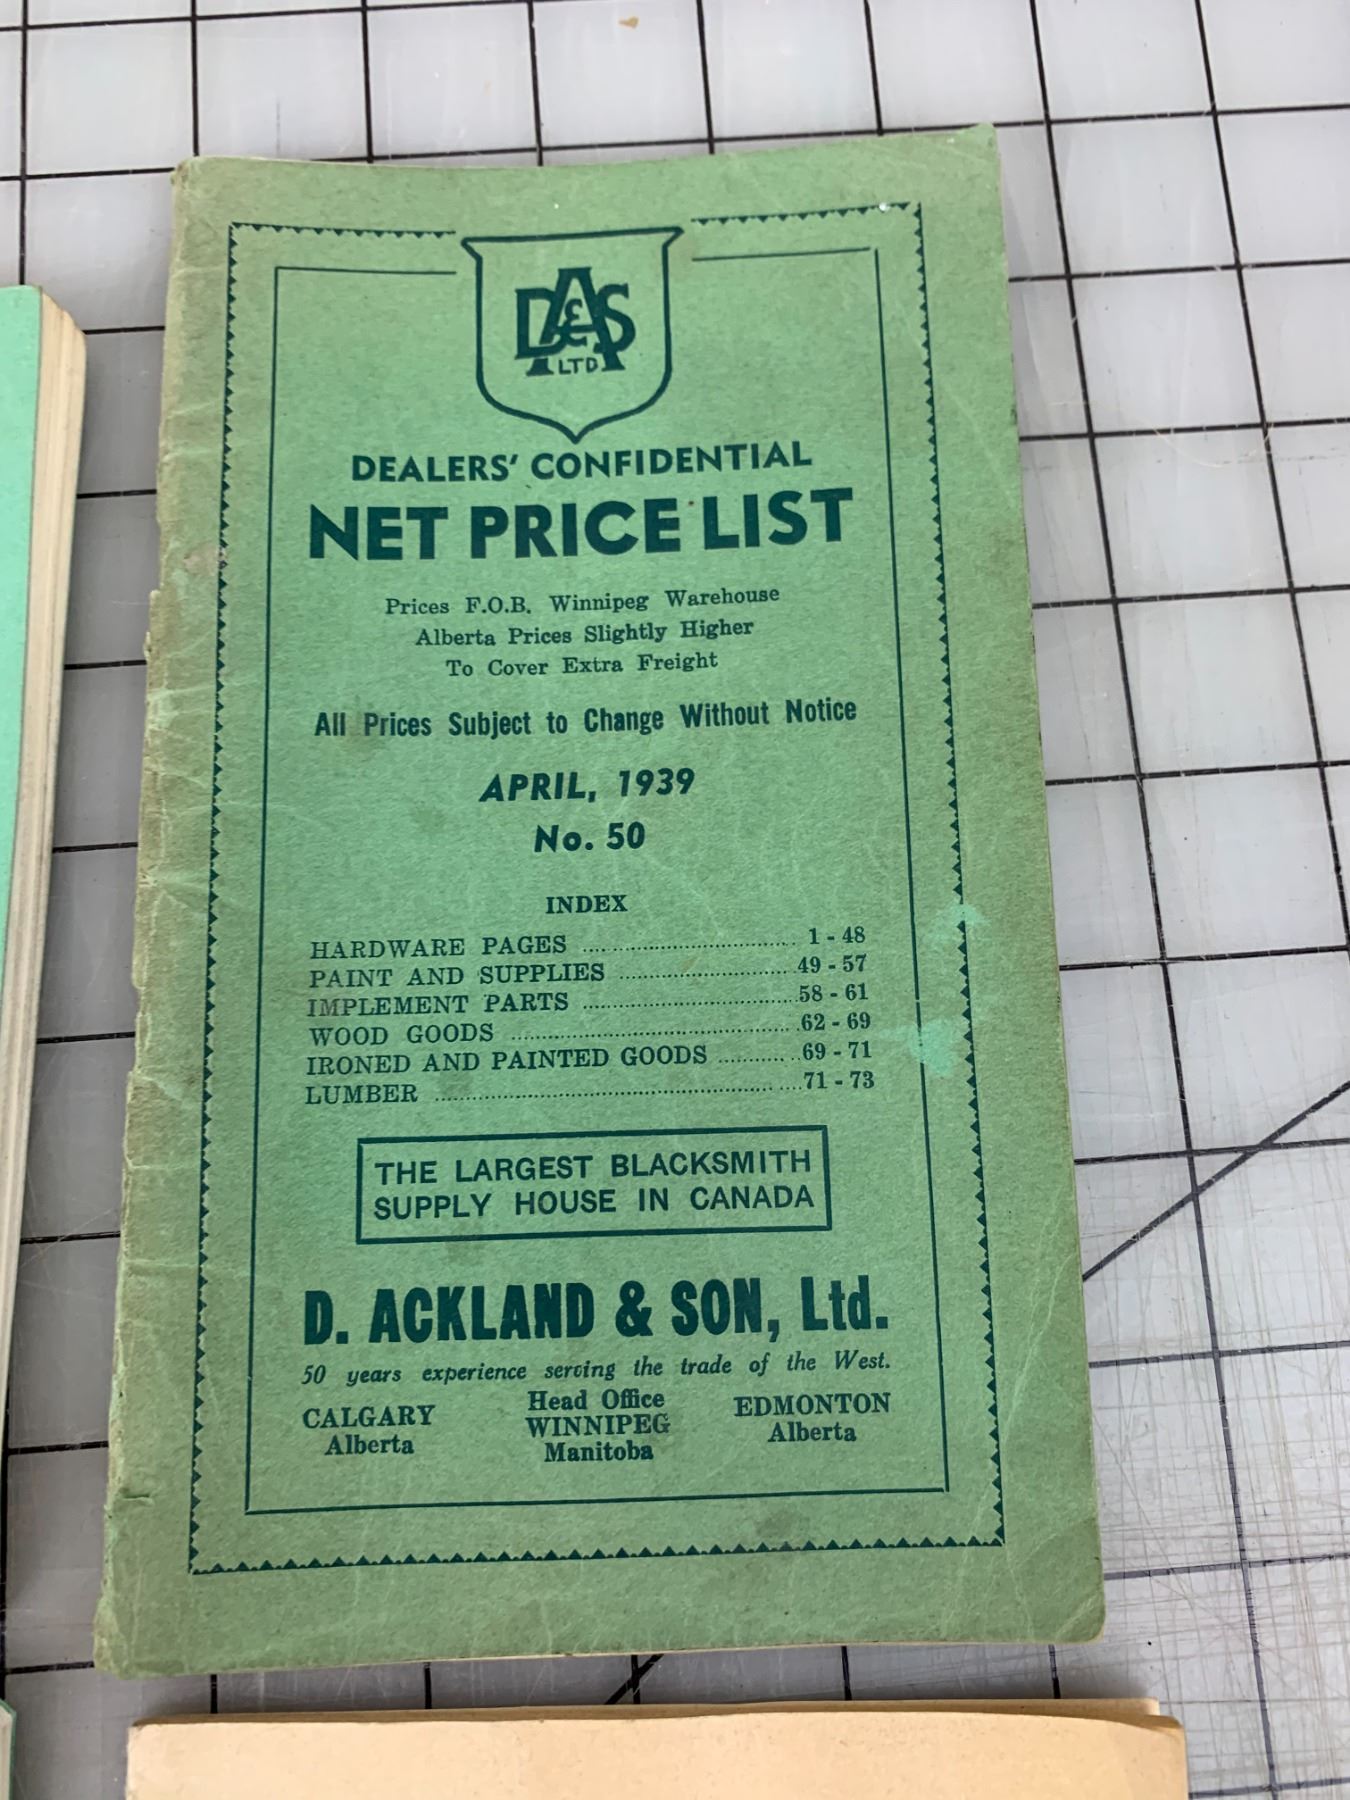 DA&S
LTD
DEALERS' CONFIDENTIAL
NET PRICE LIST
Prices F.O.B. Winnipeg Warehouse
Alberta Prices Slightly Higher
To Cover Extra Freight
All Prices Subject to Change Without Notice
APRIL, 1939
No. 50
INDEX
HARDWARE PAGES ........ 1 - 48
PAINT AND SUPPLIES ........ 49 - 57
IMPLEMENT PARTS ........ 58 - 61
WOOD GOODS ........ 62 - 69
IRONED AND PAINTED GOODS ........ 69 - 71
LUMBER ........ 71 - 73
THE LARGEST BLACKSMITH
SUPPLY HOUSE IN CANADA
D. ACKLAND & SON, Ltd.
50 years experience serving the trade of the West.
CALGARY
Alberta
Head Office
WINNIPEG
Manitoba
EDMONTON
Alberta